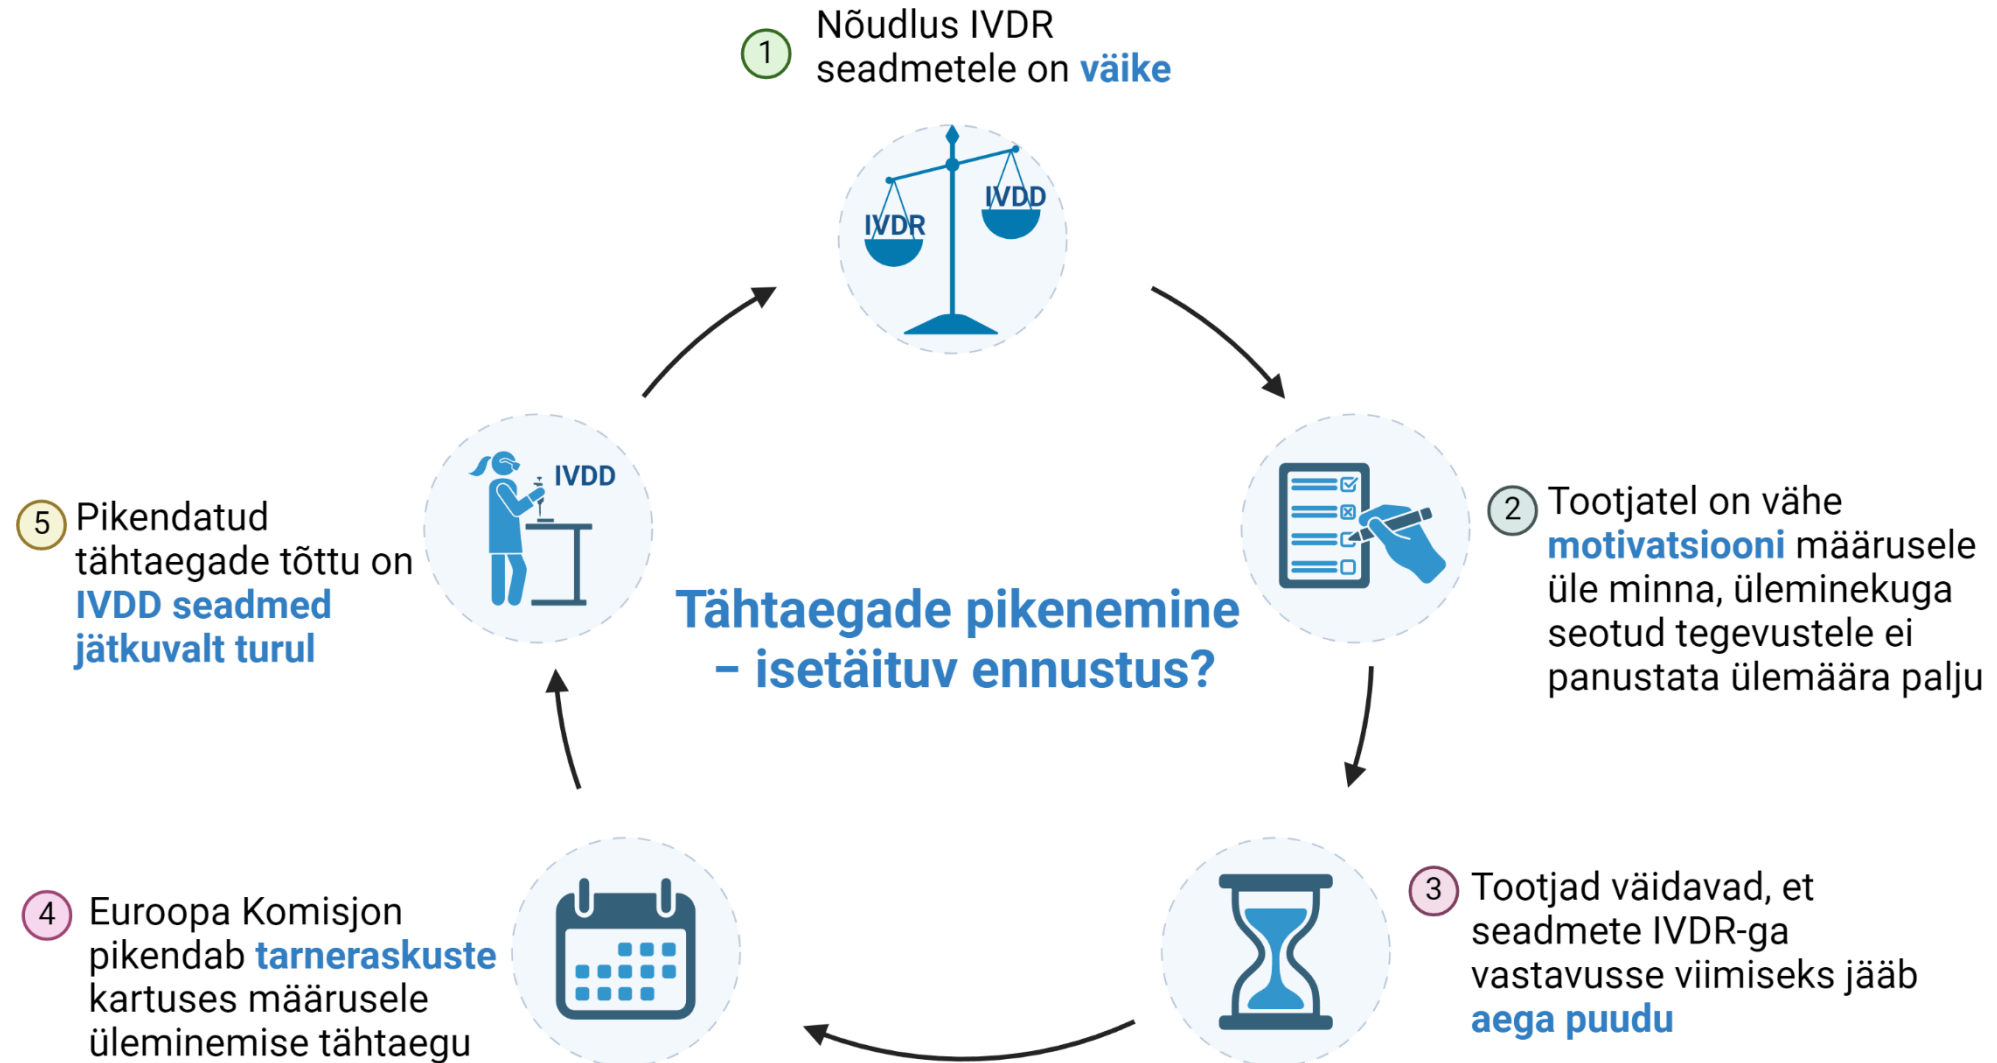 1
Nõudlus IVDR
seadmetele on väike
IVDR
IVDD
2
Tootjatel on vähe
motivatsiooni määrusele
üle minna, üleminekuga
seotud tegevustele ei
panustata ülemäära palju
3
Tootjad väidavad, et
seadmete IVDR-ga
vastavusse viimiseks jääb
aega puudu
4
Euroopa Komisjon
pikendab tarneraskuste
kartuses määrusele
üleminemise tähtaegu
5
Pikendatud
tähtaegade tõttu on
IVDD seadmed
jätkuvalt turul
IVDD
Tähtaegade pikenemine
– isetäituv ennustus?